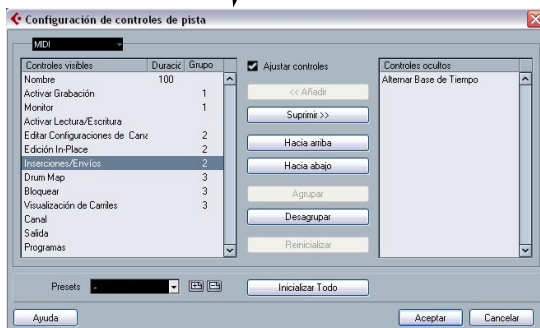 Configuración de controles de pista
MIDI
Controles visibles Duració Grupo
Nombre 100
Activar Grabación 1
Monitor 1
Activar Lectura/Escritura
Editar Configuraciones de Cana 2
Edición In-Place 2
Inserciones/Envíos 2
Drum Map 3
Bloquear 3
Visualización de Carriles 3
Canal
Salida
Programas
Ajustar controles
<< Añadir
Suprimir >>
Hacia arriba
Hacia abajo
Agrupar
Desagrupar
Reinicializar
Controles ocultos
Alternar Base de Tiempo
Presets -
Inicializar Todo
Ayuda
Aceptar
Cancelar